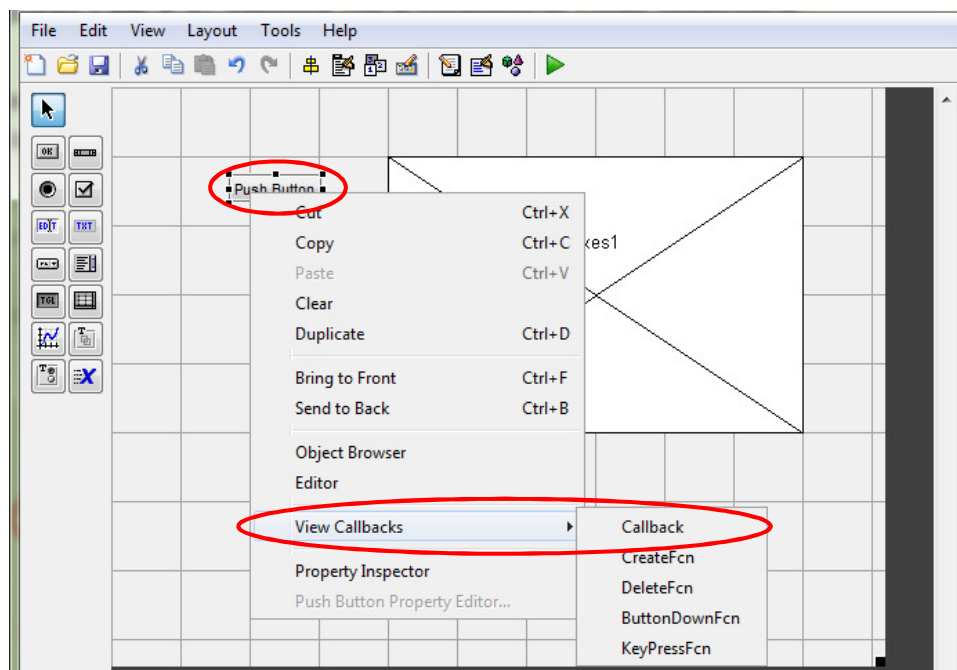 File Edit View Layout Tools Help
OK
EDIT TXT
TGL
Push Button
axes1
Cut Ctrl+X
Copy Ctrl+C
Paste Ctrl+V
Clear
Duplicate Ctrl+D
Bring to Front Ctrl+F
Send to Back Ctrl+B
Object Browser
Editor
View Callbacks
Callback
CreateFcn
DeleteFcn
ButtonDownFcn
KeyPressFcn
Property Inspector
Push Button Property Editor...